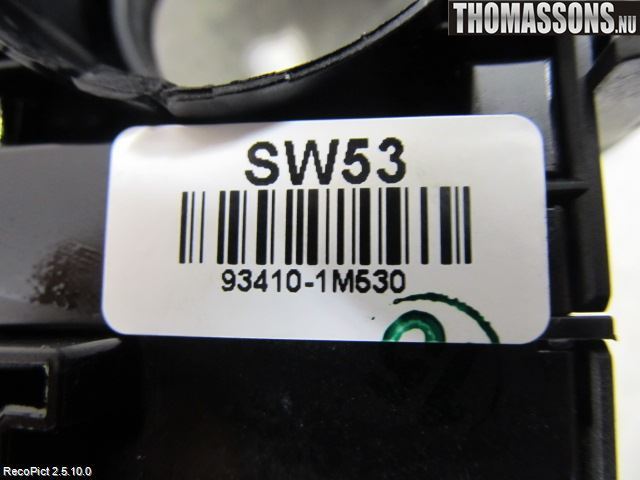 THOMASSONS.NU
SW53
93410-1M530
RecoPict 2.5.10.0